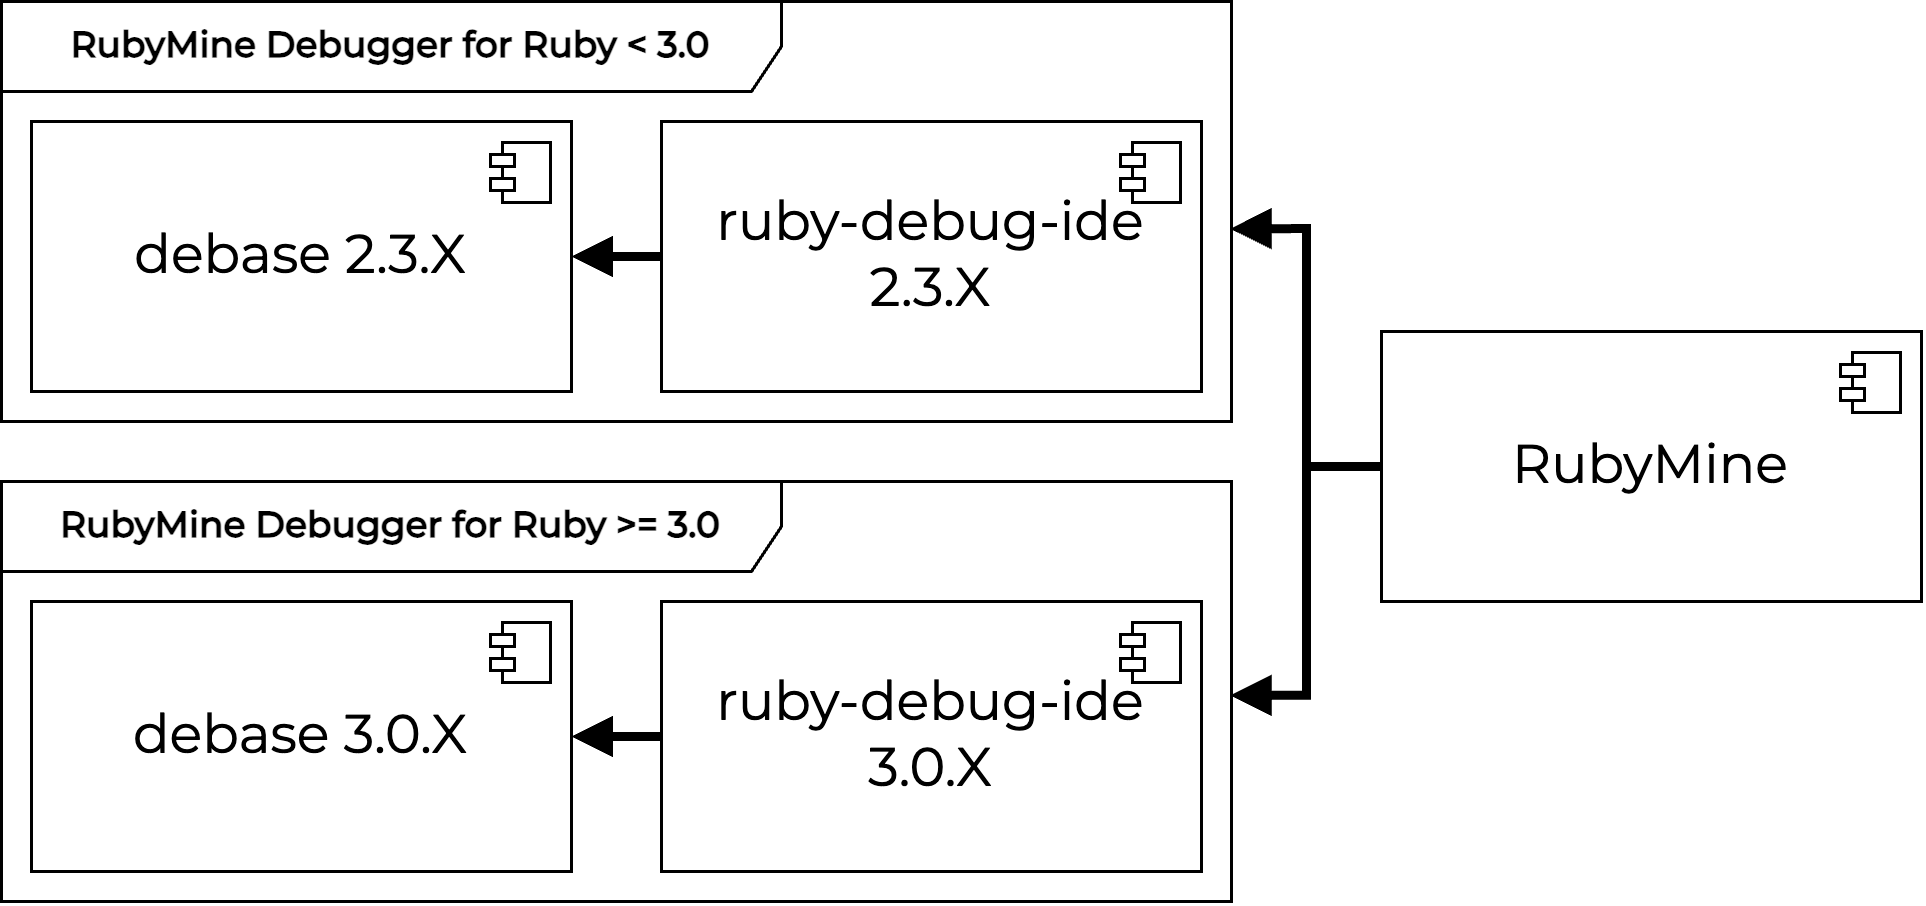 RubyMine Debugger for Ruby < 3.0
debase 2.3.X
ruby-debug-ide
2.3.X
RubyMine
RubyMine Debugger for Ruby >= 3.0
debase 3.0.X
ruby-debug-ide
3.0.X